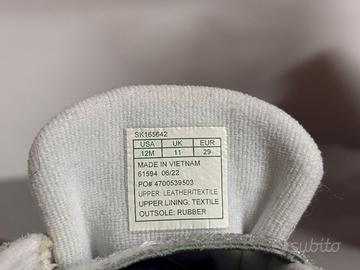 SK165642
USA UK EUR
12M 11 29
MADE IN VIETNAM
61594 06/22
PO# 4700539503
UPPER: LEATHER/TEXTILE
UPPER LINING: TEXTILE
OUTSOLE: RUBBER
subito